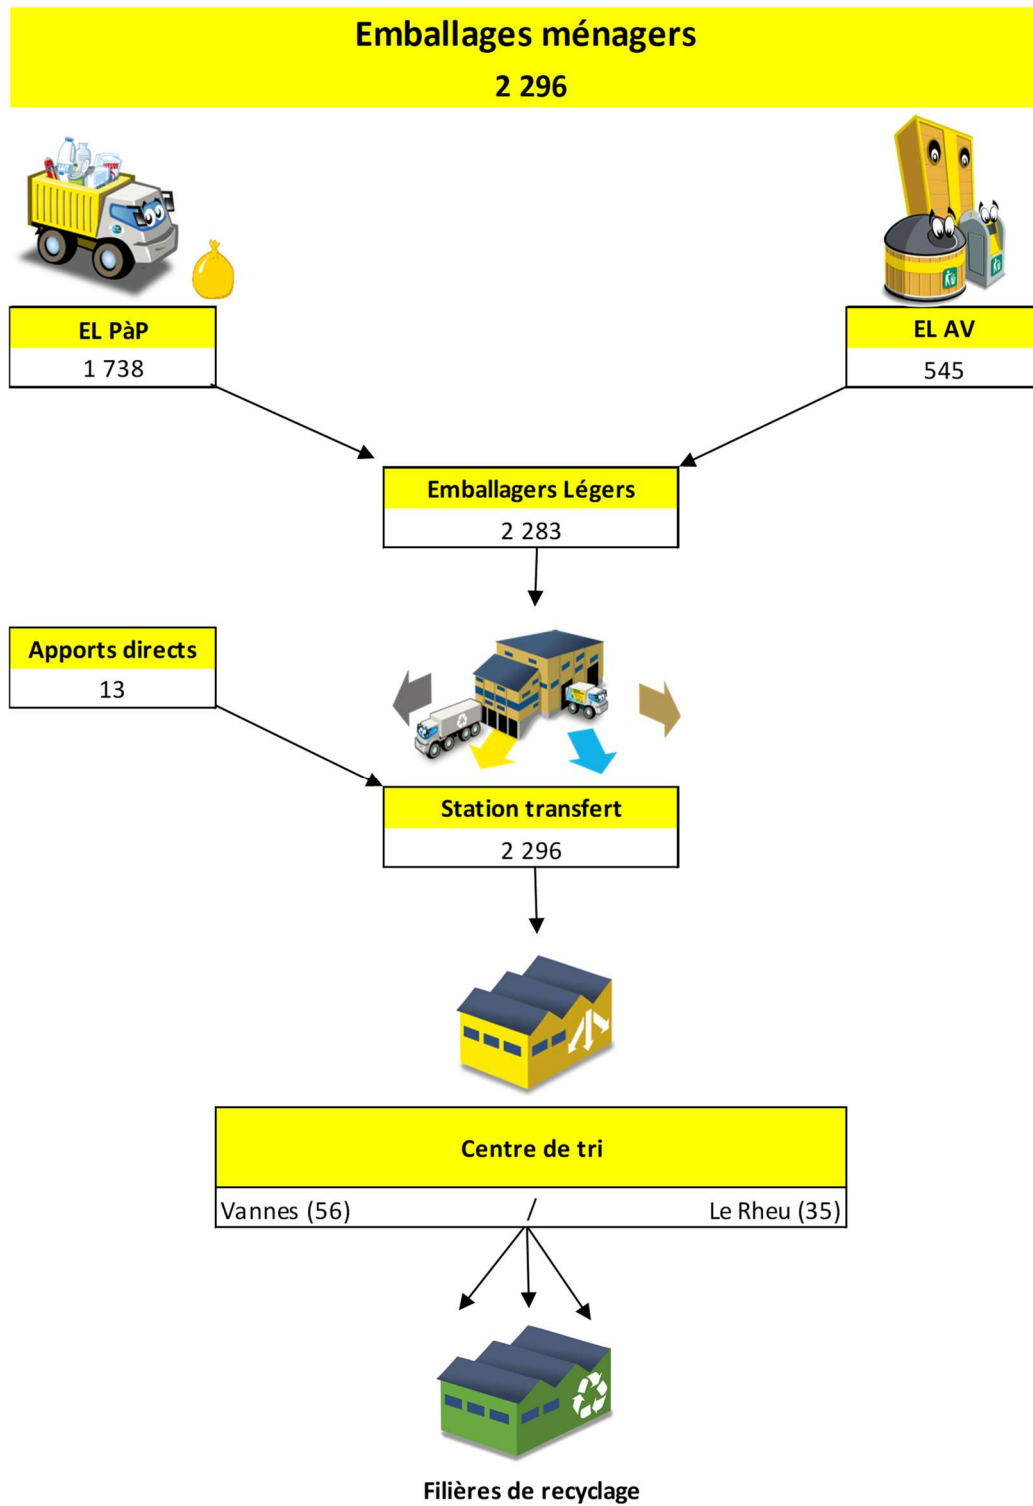 Emballages ménagers
2 296
EL PàP
1 738
EL AV
545
Emballagers Légers
2 283
Apports directs
13
Station transfert
2 296
Centre de tri
Vannes (56) / Le Rheu (35)
Filières de recyclage